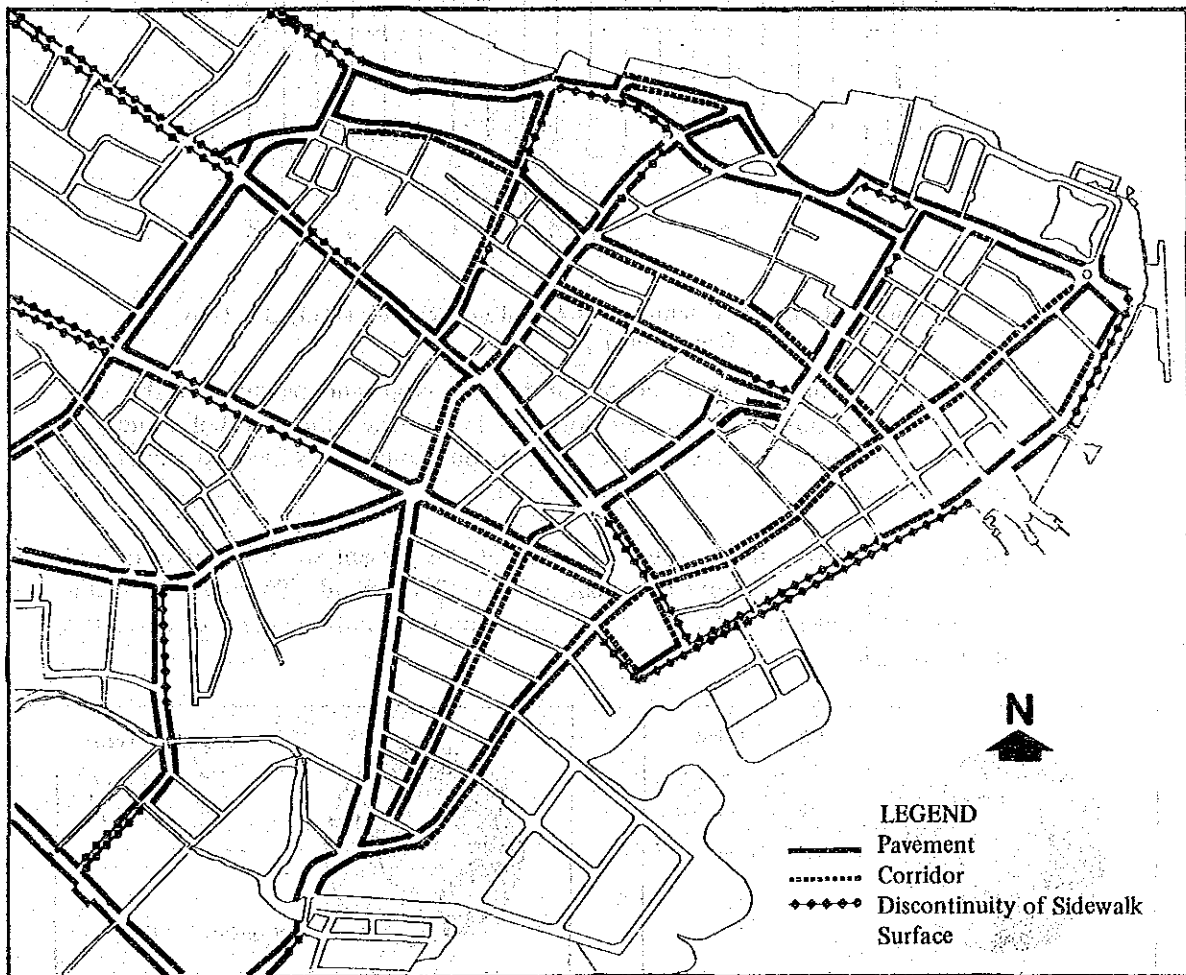 N
LEGEND
Pavement
Corridor
Discontinuity of Sidewalk
Surface